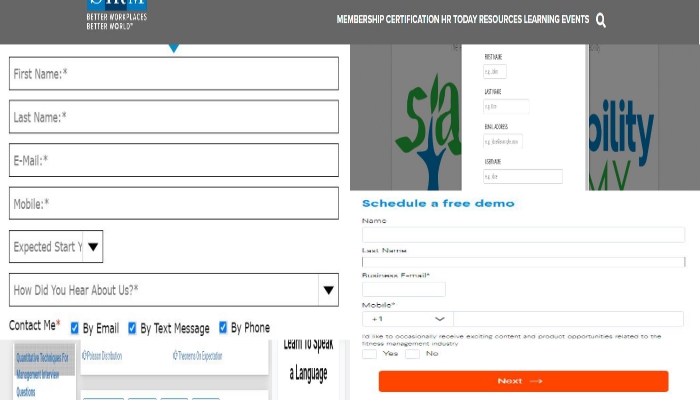 SHRM
BETTER WORKPLACES
BETTER WORLD™
MEMBERSHIP CERTIFICATION HR TODAY RESOURCES LEARNING EVENTS
First Name:*
Last Name:*
E-Mail:*
Mobile:*
Expected Start Y
How Did You Hear About Us?*
Contact Me* By Email By Text Message By Phone
Quantitative Techniques For
Management Interview
Questions
Poisson Distribution
Theorems On Expectation
Learn To Speak
a Language
FIRST NAME
LAST NAME
EMAIL ADDRESS
USERNAME
bility
MY
Schedule a free demo
Name
Last Name
Business E-mail*
Mobile*
+1
I'd like to occasionally receive exciting content and product opportunities related to the
fitness management industry
Yes No
Next →